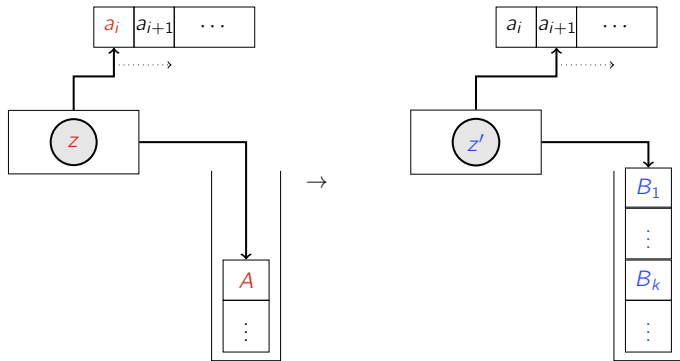 a_i a_{i+1} ⋯ a_i a_{i+1} ⋯
z z′
→
B_1
⋮
A B_k
⋮ ⋮